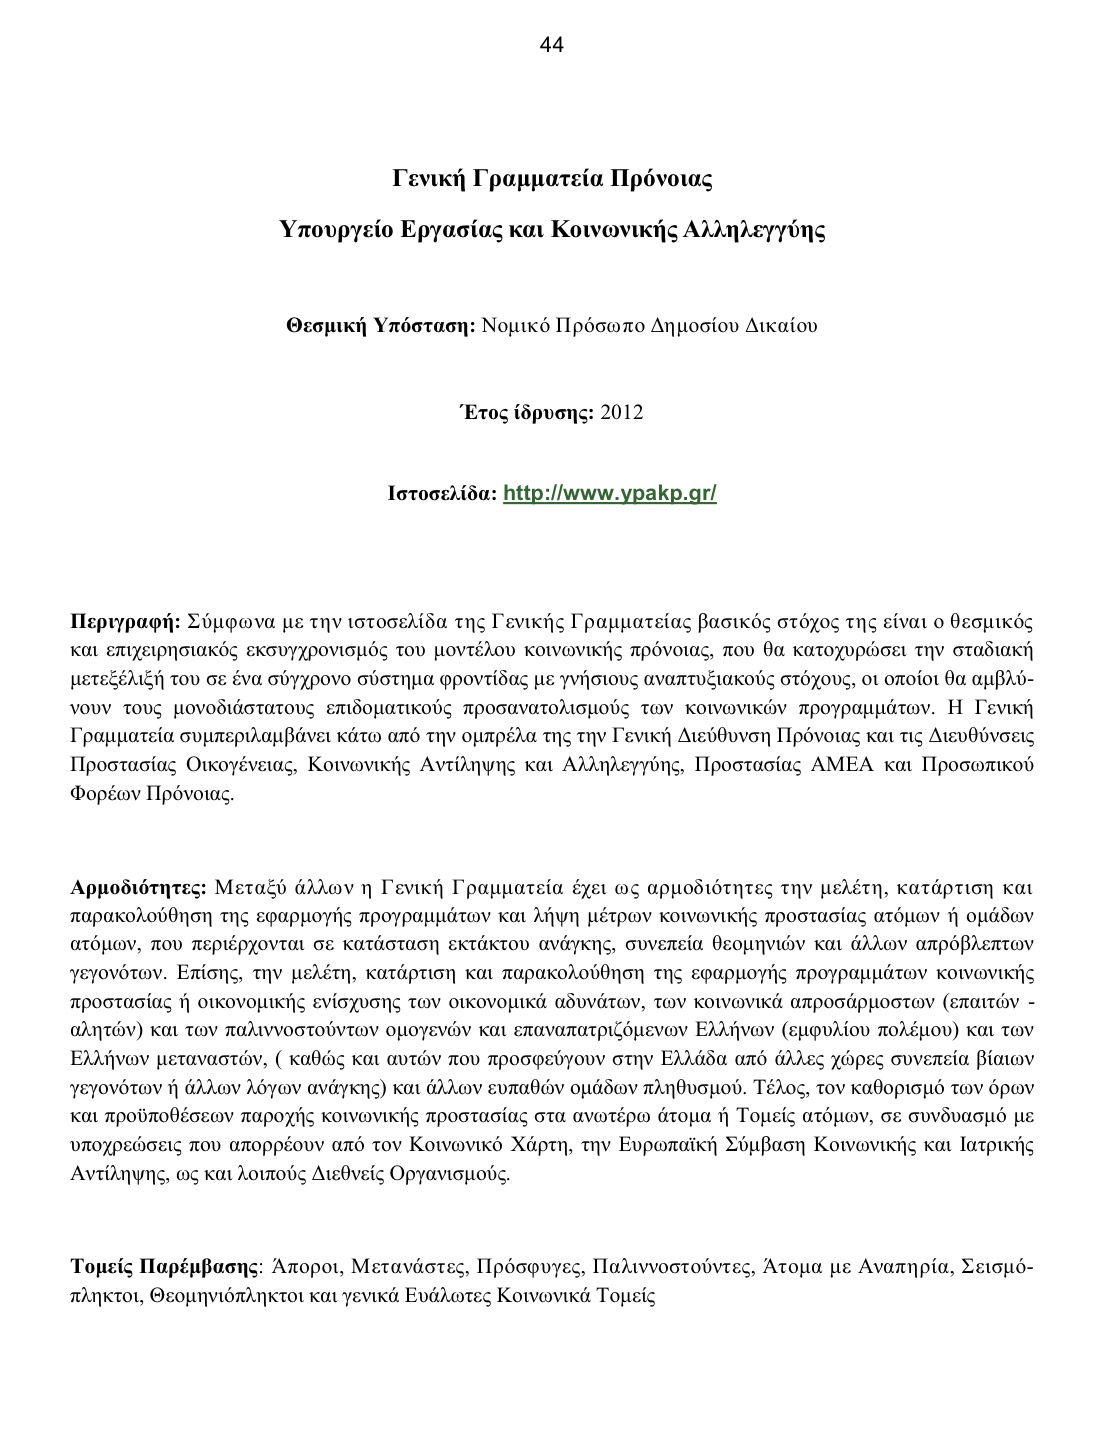 44
Γενική Γραμματεία Πρόνοιας
Υπουργείο Εργασίας και Κοινωνικής Αλληλεγγύης
Θεσμική Υπόσταση: Νομικό Πρόσωπο Δημοσίου Δικαίου
Έτος ίδρυσης: 2012
Ιστοσελίδα: http://www.ypakp.gr/
Περιγραφή: Σύμφωνα με την ιστοσελίδα της Γενικής Γραμματείας βασικός στόχος της είναι ο θεσμικός
και επιχειρησιακός εκσυγχρονισμός του μοντέλου κοινωνικής πρόνοιας, που θα κατοχυρώσει την σταδιακή
μετεξέλιξή του σε ένα σύγχρονο σύστημα φροντίδας με γνήσιους αναπτυξιακούς στόχους, οι οποίοι θα αμβλύ-
νουν τους μονοδιάστατους επιδοματικούς προσανατολισμούς των κοινωνικών προγραμμάτων. Η Γενική
Γραμματεία συμπεριλαμβάνει κάτω από την ομπρέλα της την Γενική Διεύθυνση Πρόνοιας και τις Διευθύνσεις
Προστασίας Οικογένειας, Κοινωνικής Αντίληψης και Αλληλεγγύης, Προστασίας ΑΜΕΑ και Προσωπικού
Φορέων Πρόνοιας.
Αρμοδιότητες: Μεταξύ άλλων η Γενική Γραμματεία έχει ως αρμοδιότητες την μελέτη, κατάρτιση και
παρακολούθηση της εφαρμογής προγραμμάτων και λήψη μέτρων κοινωνικής προστασίας ατόμων ή ομάδων
ατόμων, που περιέρχονται σε κατάσταση εκτάκτου ανάγκης, συνεπεία θεομηνιών και άλλων απρόβλεπτων
γεγονότων. Επίσης, την μελέτη, κατάρτιση και παρακολούθηση της εφαρμογής προγραμμάτων κοινωνικής
προστασίας ή οικονομικής ενίσχυσης των οικονομικά αδυνάτων, των κοινωνικά απροσάρμοστων (επαιτών -
αλητών) και των παλιννοστούντων ομογενών και επαναπατριζόμενων Ελλήνων (εμφυλίου πολέμου) και των
Ελλήνων μεταναστών, ( καθώς και αυτών που προσφεύγουν στην Ελλάδα από άλλες χώρες συνεπεία βίαιων
γεγονότων ή άλλων λόγων ανάγκης) και άλλων ευπαθών ομάδων πληθυσμού. Τέλος, τον καθορισμό των όρων
και προϋποθέσεων παροχής κοινωνικής προστασίας στα ανωτέρω άτομα ή Τομείς ατόμων, σε συνδυασμό με
υποχρεώσεις που απορρέουν από τον Κοινωνικό Χάρτη, την Ευρωπαϊκή Σύμβαση Κοινωνικής και Ιατρικής
Αντίληψης, ως και λοιπούς Διεθνείς Οργανισμούς.
Τομείς Παρέμβασης: Άποροι, Μετανάστες, Πρόσφυγες, Παλιννοστούντες, Άτομα με Αναπηρία, Σεισμό-
πληκτοι, Θεομηνιόπληκτοι και γενικά Ευάλωτες Κοινωνικά Τομείς